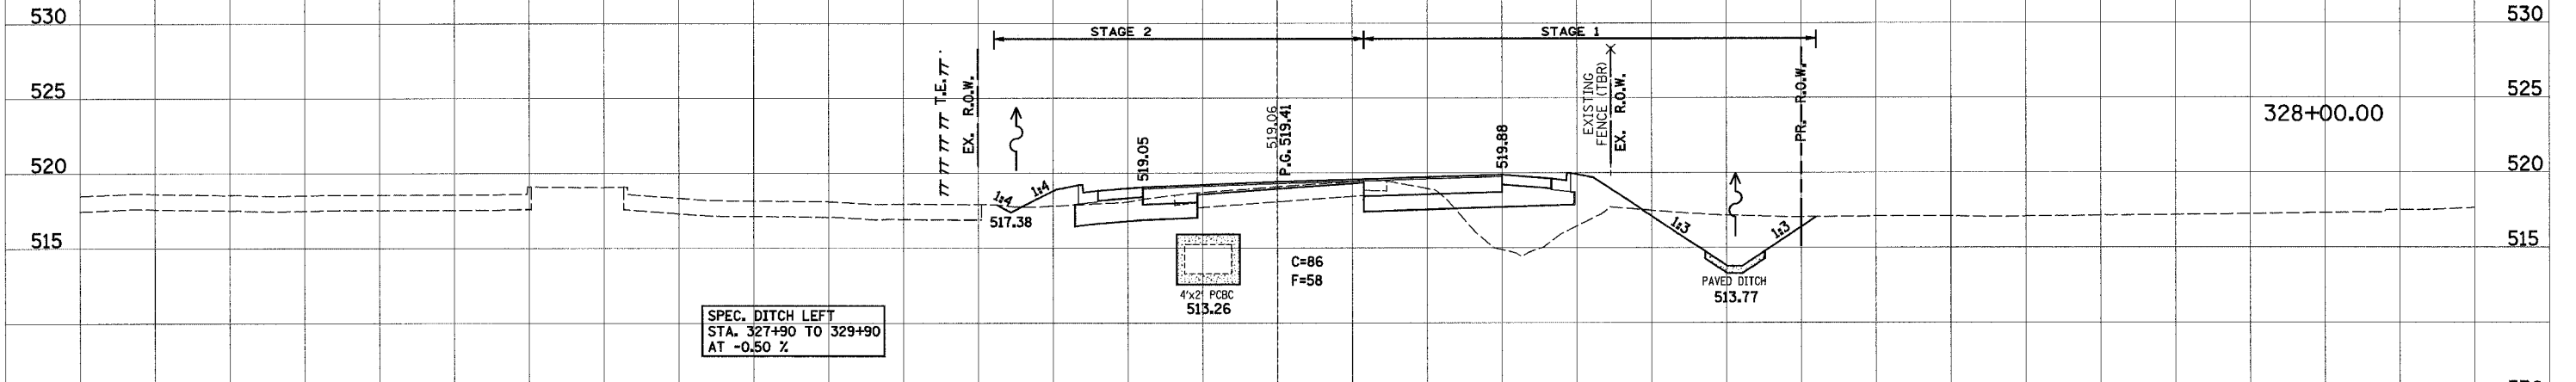 530
530
STAGE 2
STAGE 1
525
525
T.E.
EX. R.O.W.
519.05
519.06
P.G. 519.41
519.88
EXISTING
FENCE (TBR)
EX. R.O.W.
PR. R.O.W.
328+00.00
520
520
1:4
1:4
517.38
1:3
1:3
515
515
C=86
F=58
4'x2' PCBC
513.26
PAVED DITCH
513.77
SPEC. DITCH LEFT
STA. 327+90 TO 329+90
AT -0.50 %